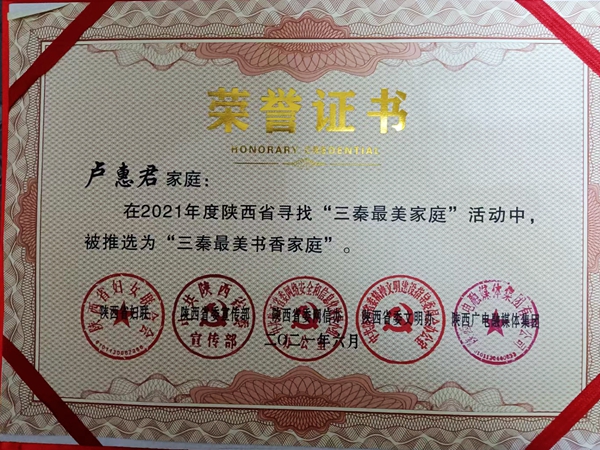 荣誉证书
HONORARY CREDENTIAL
卢惠君家庭：
在2021年度陕西省寻找“三秦最美家庭”活动中，
被推选为“三秦最美书香家庭”。
陕西省妇联 陕西省委宣传部 陕西省委网信办 陕西省委文明办 陕西广电融媒体集团
宣传部
二〇二一年六月